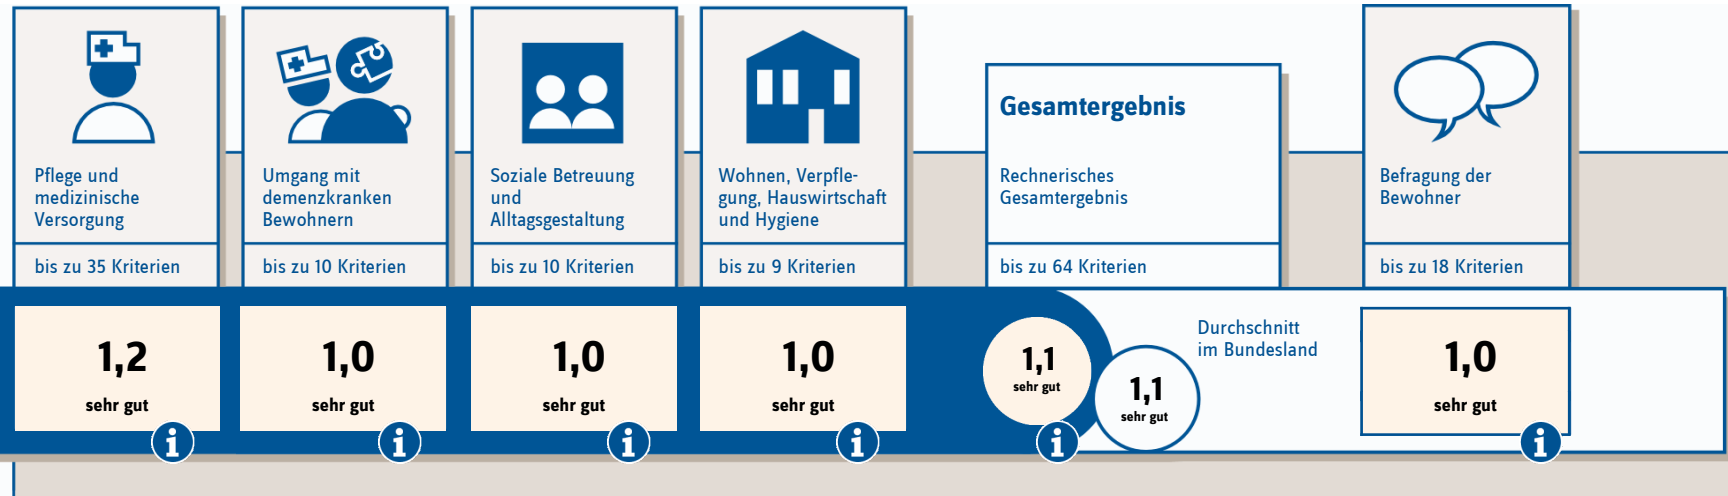 Pflege und
medizinische
Versorgung
bis zu 35 Kriterien
1,2
sehr gut
Umgang mit
demenzkranken
Bewohnern
bis zu 10 Kriterien
1,0
sehr gut
Soziale Betreuung
und
Alltagsgestaltung
bis zu 10 Kriterien
1,0
sehr gut
Wohnen, Verpfle-
gung, Hauswirtschaft
und Hygiene
bis zu 9 Kriterien
1,0
sehr gut
Gesamtergebnis
Rechnerisches
Gesamtergebnis
bis zu 64 Kriterien
1,1
sehr gut
1,1
sehr gut
Durchschnitt
im Bundesland
Befragung der
Bewohner
bis zu 18 Kriterien
1,0
sehr gut
i
i
i
i
i
i